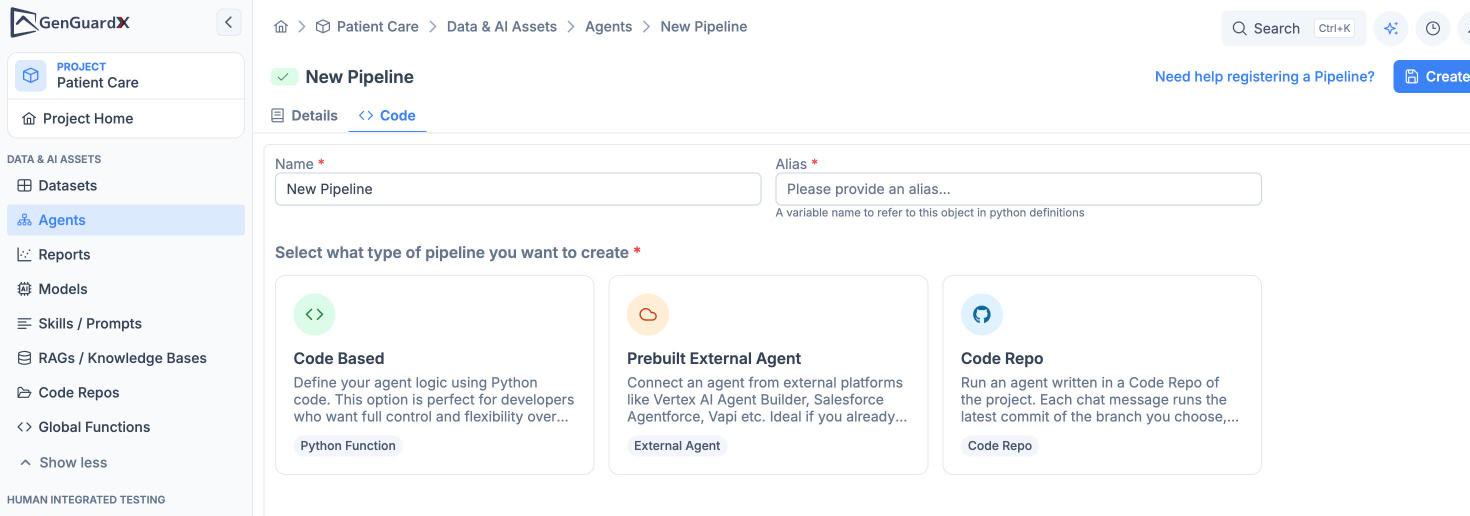 GenGuardX
PROJECT
Patient Care
Project Home
DATA & AI ASSETS
Datasets
Agents
Reports
Models
Skills / Prompts
RAGs / Knowledge Bases
Code Repos
Global Functions
Show less
HUMAN INTEGRATED TESTING
Patient Care
Data & AI Assets
Agents
New Pipeline
Search Ctrl+K
New Pipeline
Need help registering a Pipeline?
Create
Details
Code
Name *
New Pipeline
Alias *
Please provide an alias...
A variable name to refer to this object in python definitions
Select what type of pipeline you want to create *
Code Based
Define your agent logic using Python
code. This option is perfect for developers
who want full control and flexibility over...
Python Function
Prebuilt External Agent
Connect an agent from external platforms
like Vertex AI Agent Builder, Salesforce
Agentforce, Vapi etc. Ideal if you already...
External Agent
Code Repo
Run an agent written in a Code Repo of
the project. Each chat message runs the
latest commit of the branch you choose,...
Code Repo